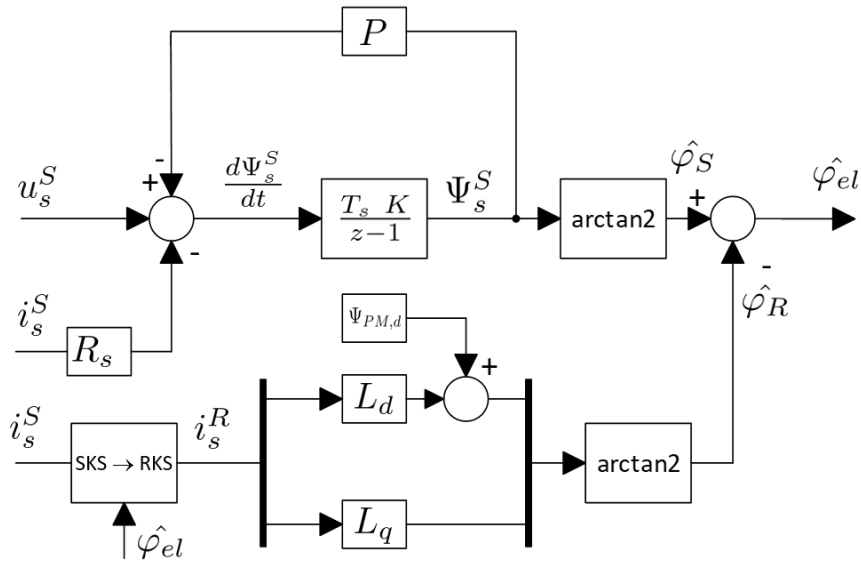 P
-
+
u_s^S
dΨ_s^S
dt
T_s K
z−1
Ψ_s^S
arctan2
φ̂_S
+
φ̂_el
-
-
φ̂_R
i_s^S
R_s
Ψ_PM,d
+
i_s^S
SKS → RKS
i_s^R
L_d
arctan2
L_q
φ̂_el